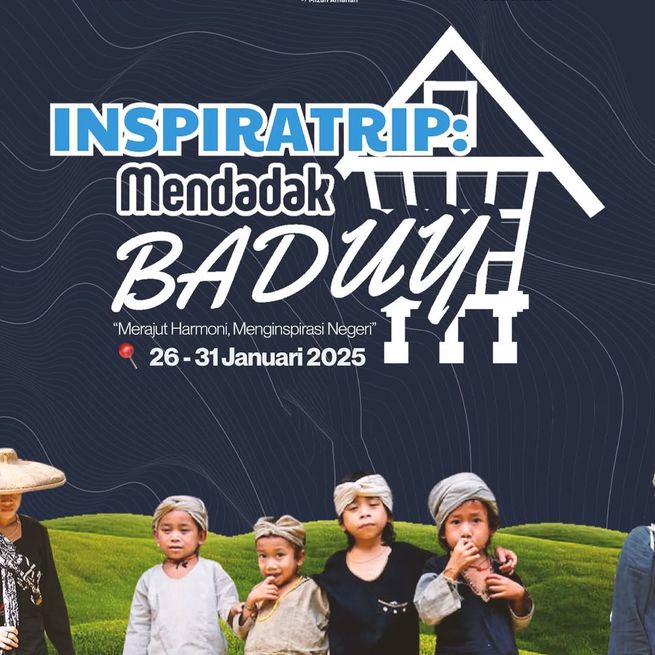 INSPIRATRIP:
Mendadak
BADUY
“Merajut Harmoni, Menginspirasi Negeri”
26 - 31 Januari 2025